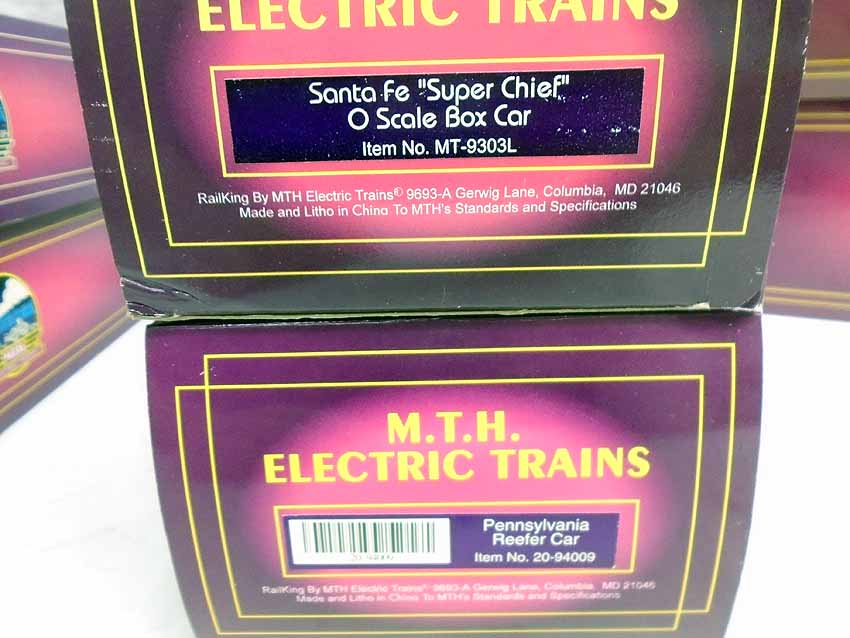 ELECTRIC TRAINS
Santa Fe "Super Chief"
O Scale Box Car
Item No. MT-9303L
RailKing By MTH Electric Trains® 9693-A Gerwig Lane, Columbia, MD 21046
Made and Litho in China To MTH's Standards and Specifications
M.T.H.
ELECTRIC TRAINS
Pennsylvania
Reefer Car
20-94009
Item No. 20-94009
RailKing By MTH Electric Trains® 9693-A Gerwig Lane, Columbia, MD 21046
Made and Litho in China To MTH's Standards and Specifications